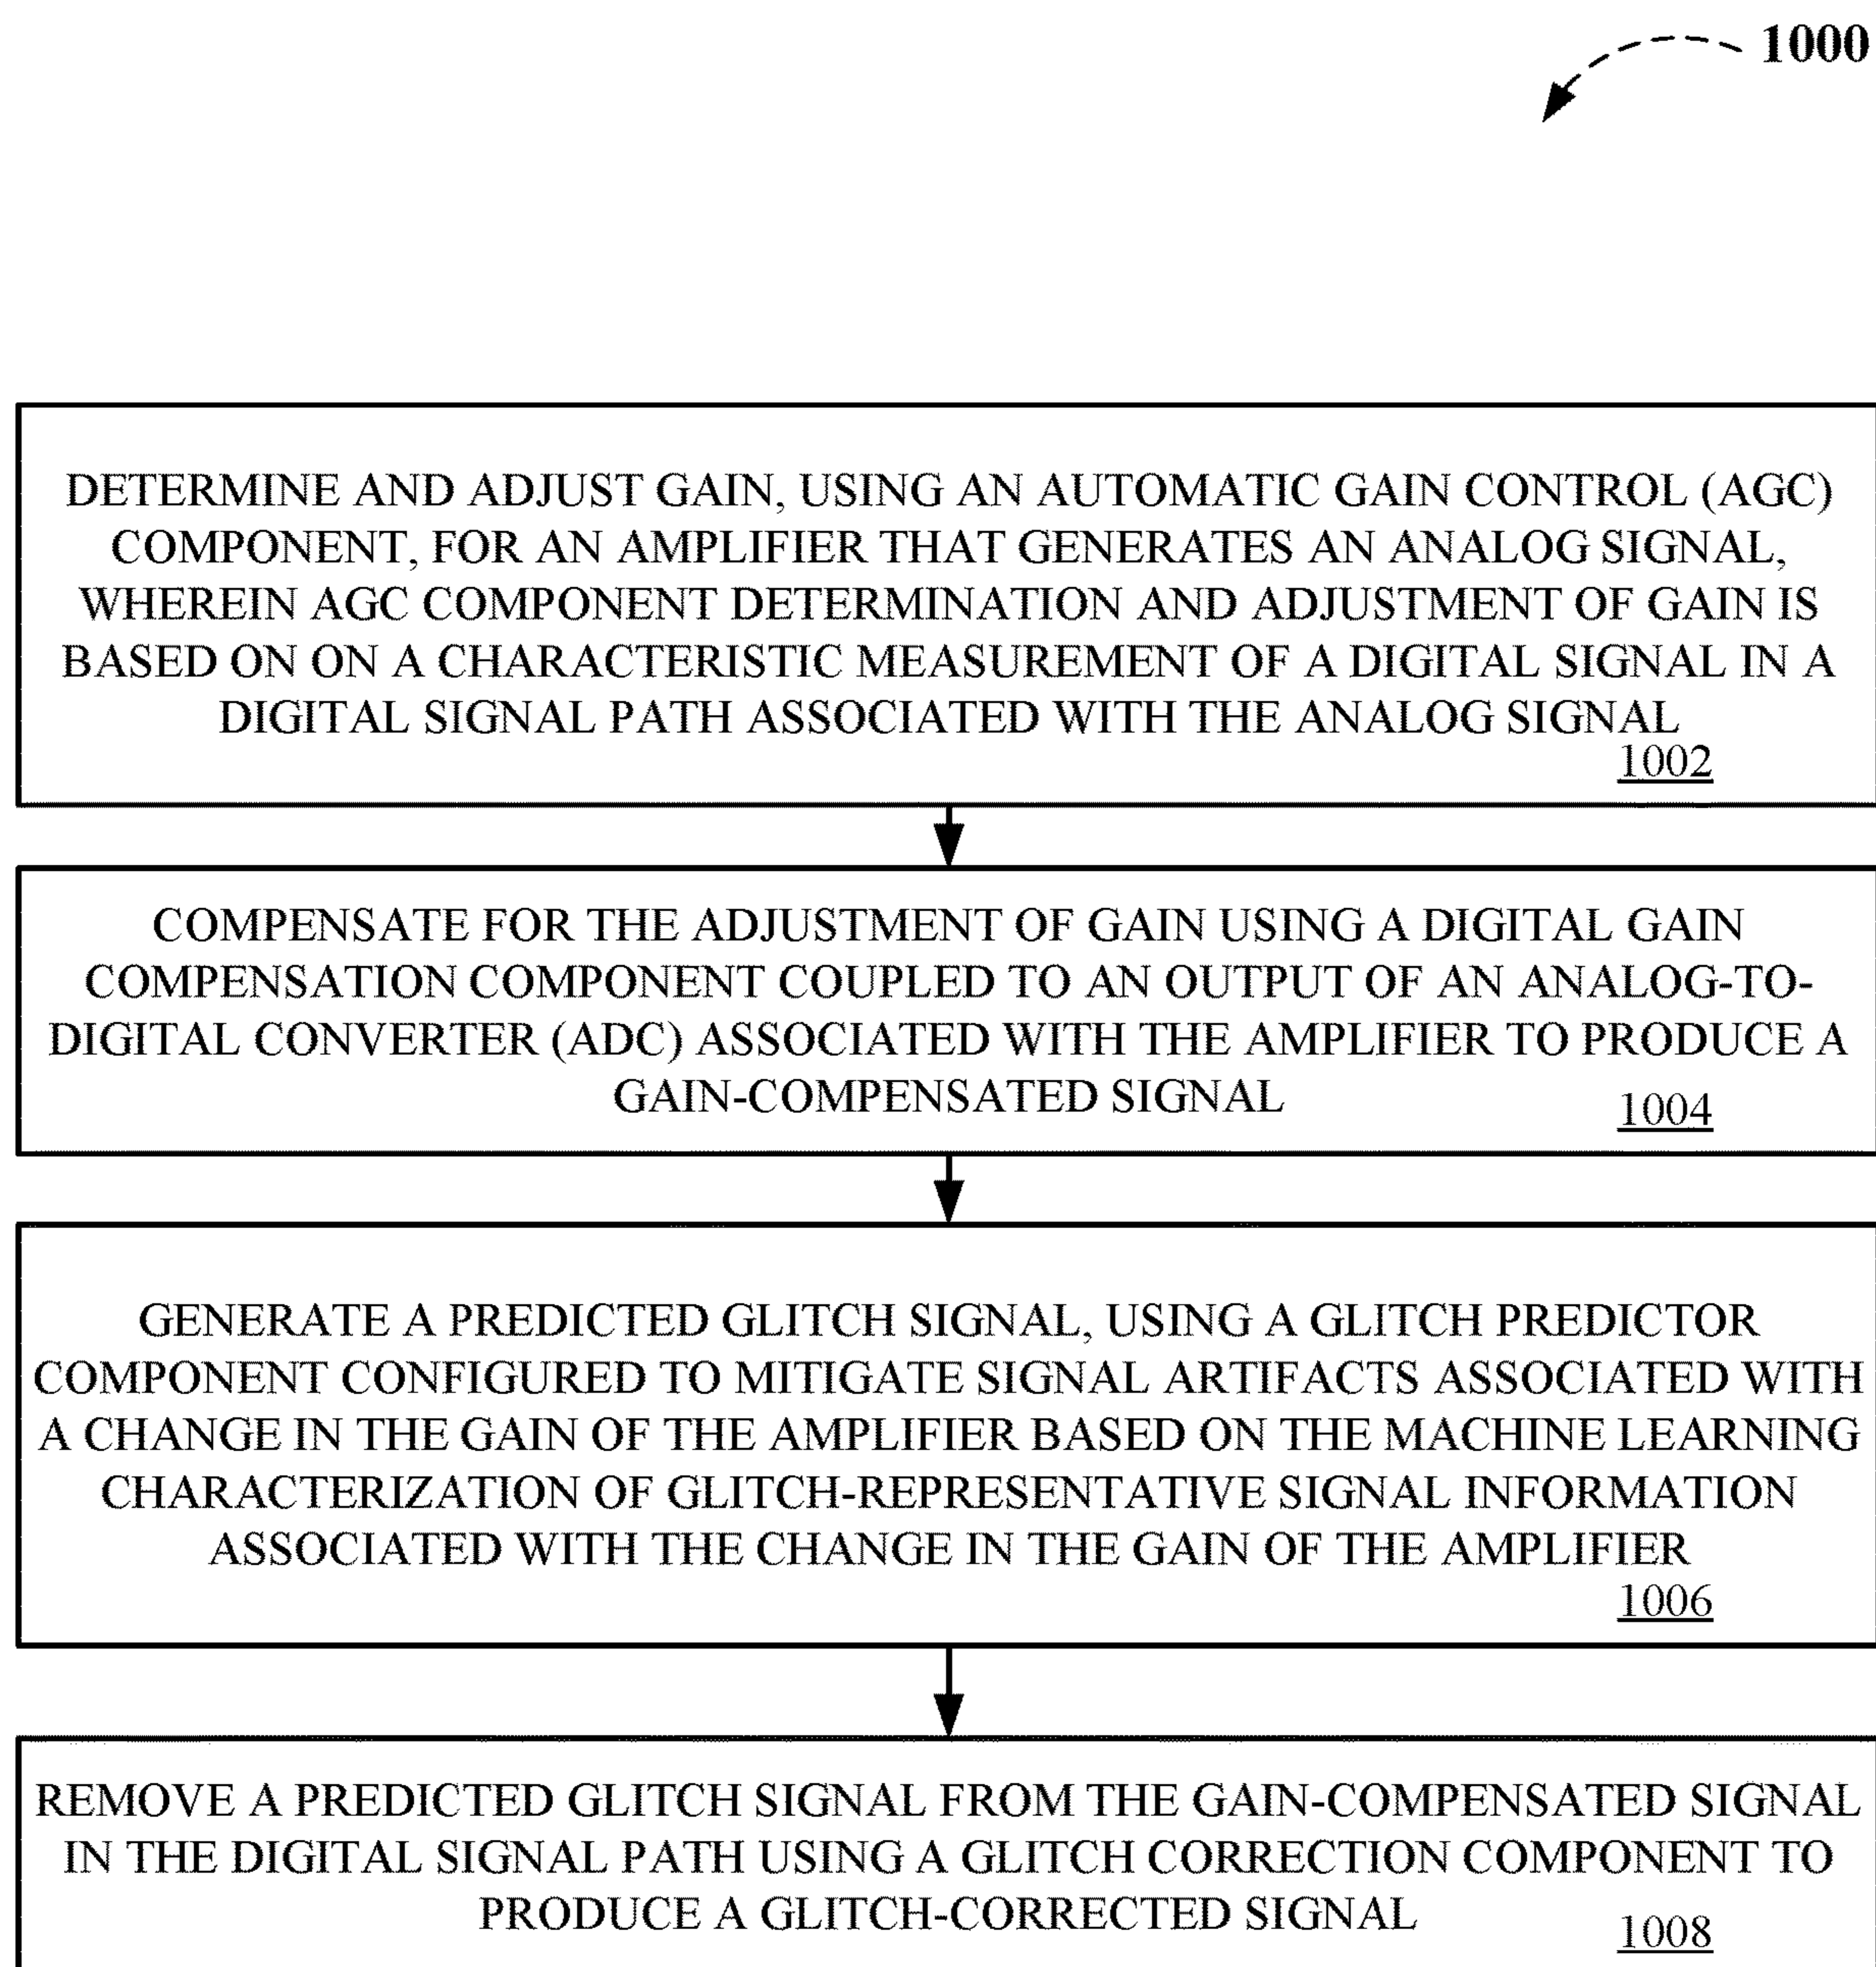 1000
DETERMINE AND ADJUST GAIN, USING AN AUTOMATIC GAIN CONTROL (AGC)
COMPONENT, FOR AN AMPLIFIER THAT GENERATES AN ANALOG SIGNAL,
WHEREIN AGC COMPONENT DETERMINATION AND ADJUSTMENT OF GAIN IS
BASED ON ON A CHARACTERISTIC MEASUREMENT OF A DIGITAL SIGNAL IN A
DIGITAL SIGNAL PATH ASSOCIATED WITH THE ANALOG SIGNAL
1002
COMPENSATE FOR THE ADJUSTMENT OF GAIN USING A DIGITAL GAIN
COMPENSATION COMPONENT COUPLED TO AN OUTPUT OF AN ANALOG-TO-
DIGITAL CONVERTER (ADC) ASSOCIATED WITH THE AMPLIFIER TO PRODUCE A
GAIN-COMPENSATED SIGNAL
1004
GENERATE A PREDICTED GLITCH SIGNAL, USING A GLITCH PREDICTOR
COMPONENT CONFIGURED TO MITIGATE SIGNAL ARTIFACTS ASSOCIATED WITH
A CHANGE IN THE GAIN OF THE AMPLIFIER BASED ON THE MACHINE LEARNING
CHARACTERIZATION OF GLITCH-REPRESENTATIVE SIGNAL INFORMATION
ASSOCIATED WITH THE CHANGE IN THE GAIN OF THE AMPLIFIER
1006
REMOVE A PREDICTED GLITCH SIGNAL FROM THE GAIN-COMPENSATED SIGNAL
IN THE DIGITAL SIGNAL PATH USING A GLITCH CORRECTION COMPONENT TO
PRODUCE A GLITCH-CORRECTED SIGNAL
1008